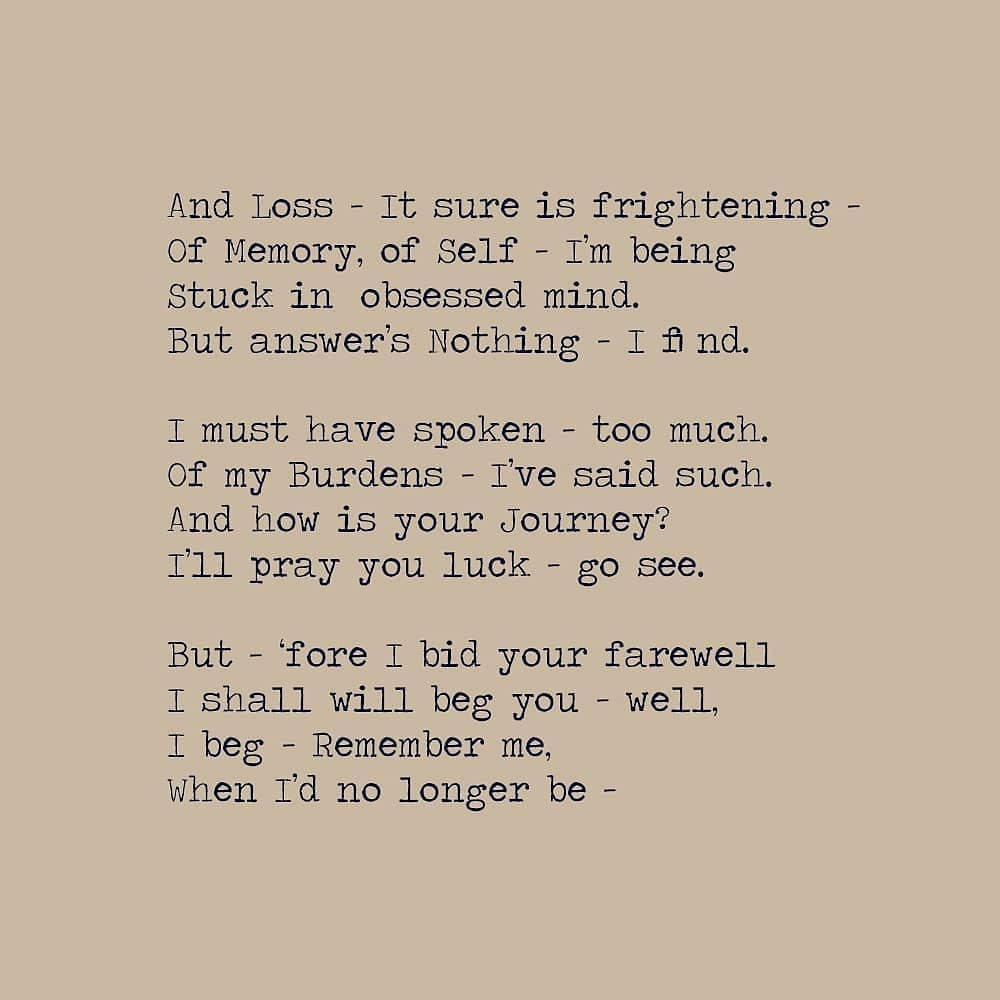 And Loss - It sure is frightening -
Of Memory, of Self - I'm being
Stuck in  obsessed mind.
But answer's Nothing - I fi nd.

I must have spoken - too much.
Of my Burdens - I've said such.
And how is your Journey?
I'll pray you luck - go see.

But - ‘fore I bid your farewell
I shall will beg you - well,
I beg - Remember me,
When I'd no longer be -